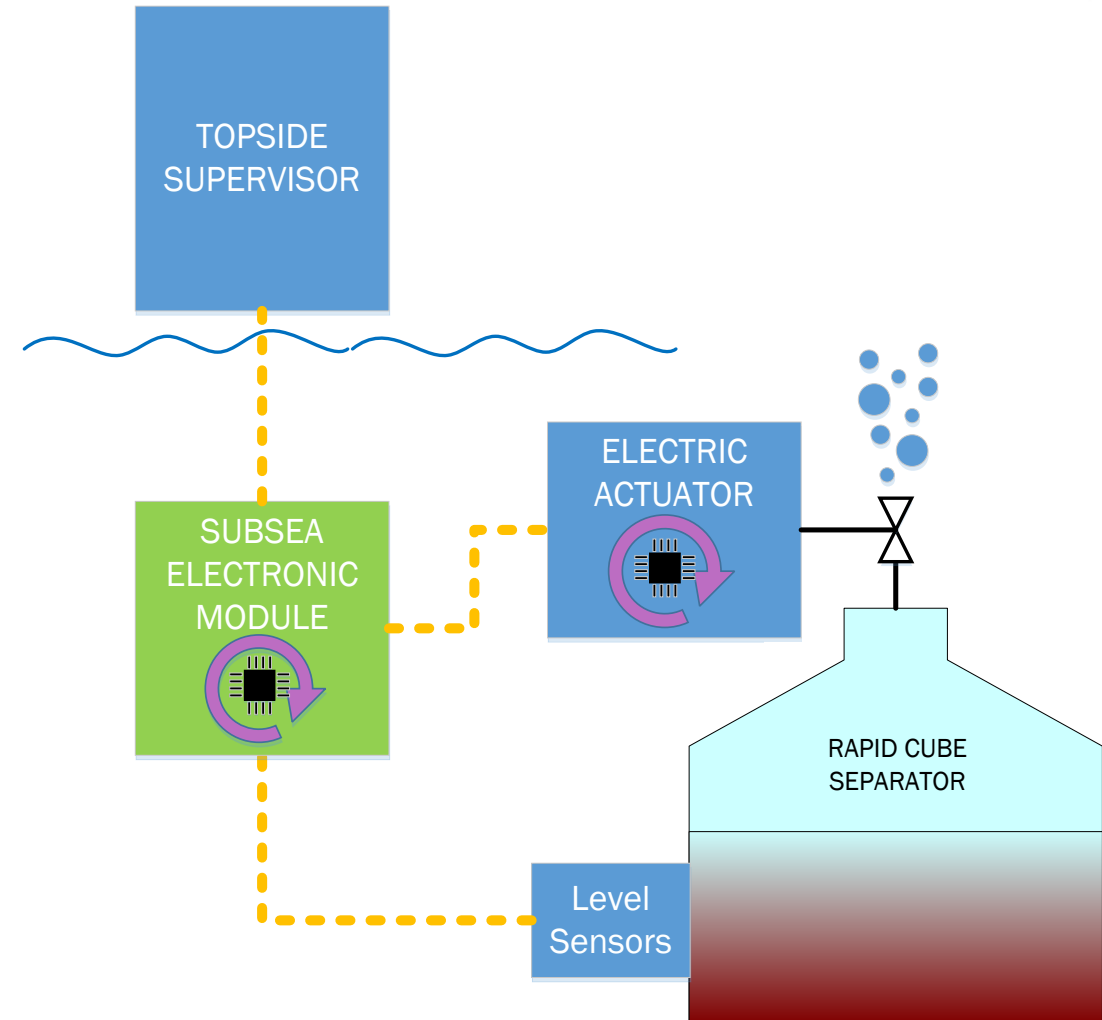 TOPSIDE
SUPERVISOR
ELECTRIC
ACTUATOR
SUBSEA
ELECTRONIC
MODULE
RAPID CUBE
SEPARATOR
Level
Sensors